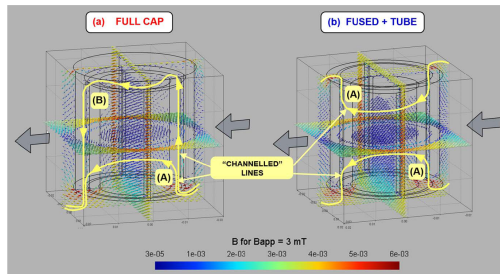 (a) FULL CAP
(b) FUSED + TUBE
(A)
(B)
"CHANNELLED"
LINES
(A)
(A)
B for Bapp = 3 mT
3e-05 1e-03 2e-03 3e-03 4e-03 5e-03 6e-03